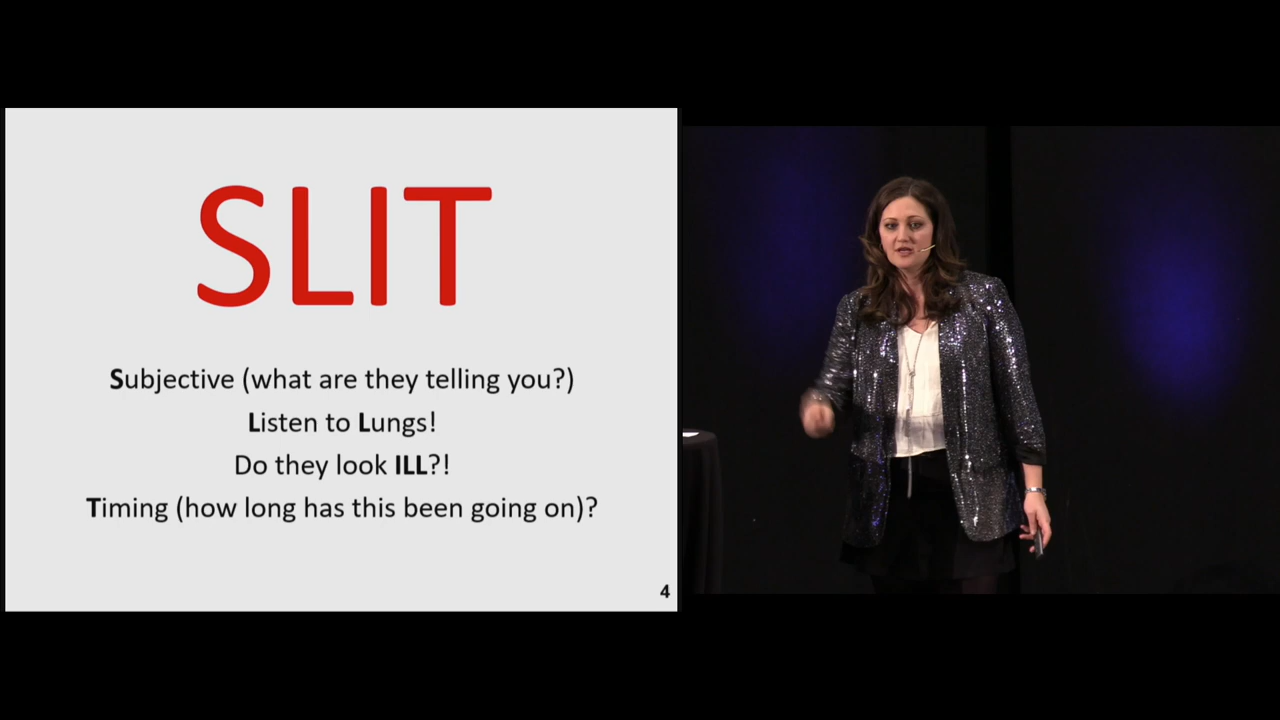 SLIT
Subjective (what are they telling you?)
Listen to Lungs!
Do they look ILL?!
Timing (how long has this been going on)?
4